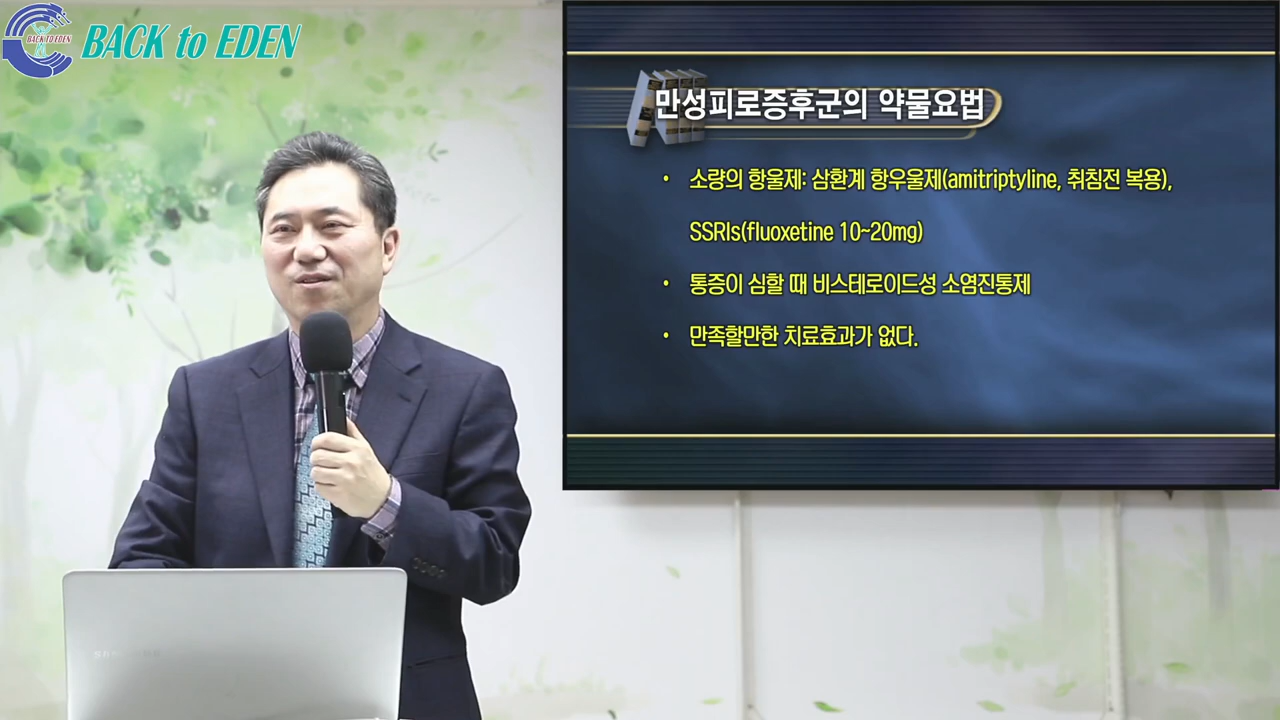 BACK TO EDEN
BACK to EDEN
만성피로증후군의 약물요법
• 소량의 항울제: 삼환계 항우울제(amitriptyline, 취침전 복용),
SSRIs(fluoxetine 10~20mg)
• 통증이 심할 때 비스테로이드성 소염진통제
• 만족할만한 치료효과가 없다.